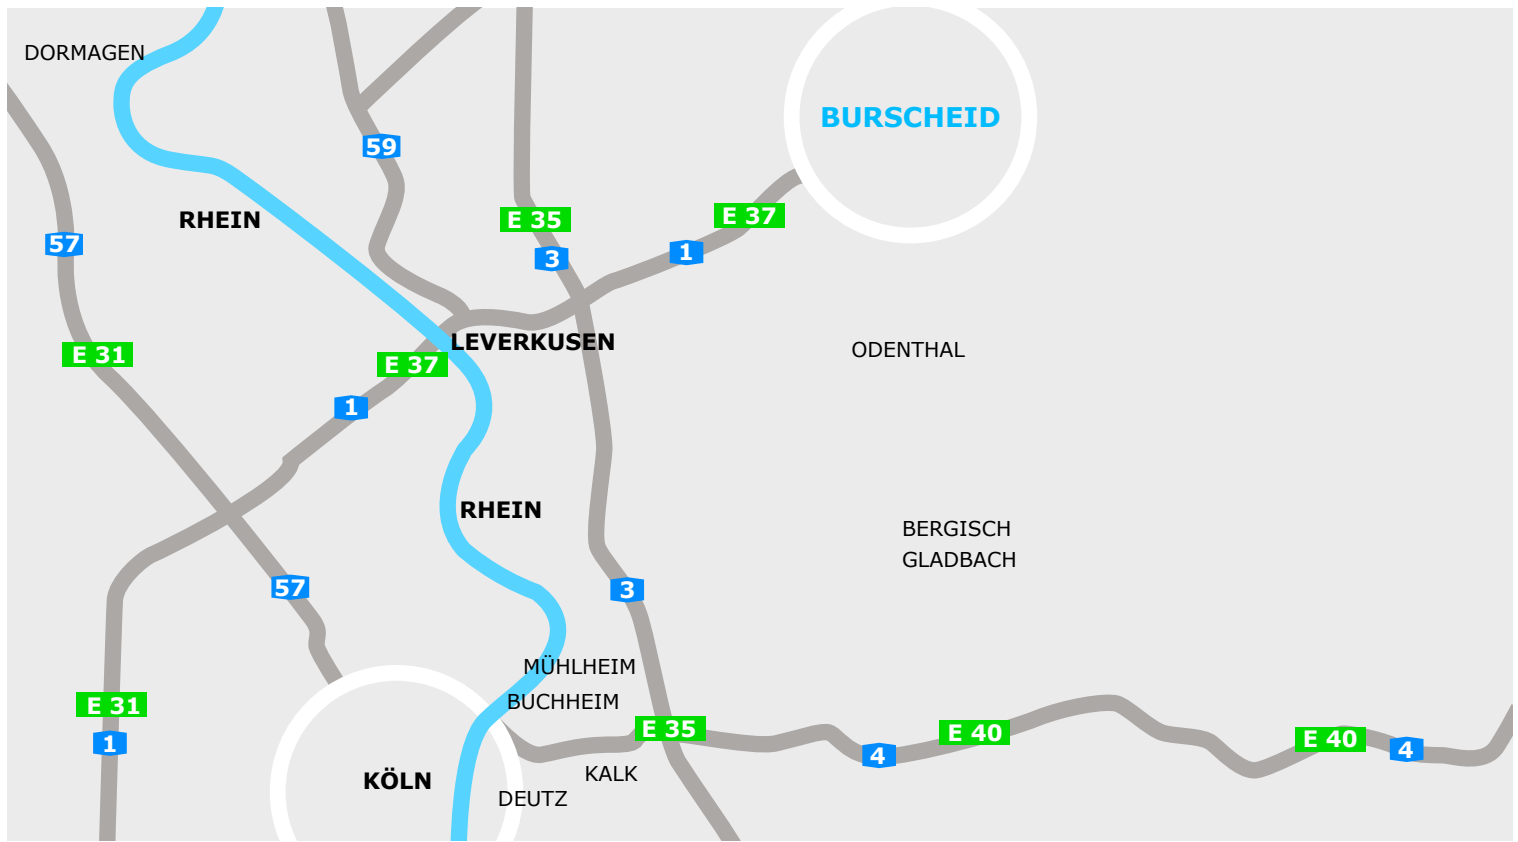 DORMAGEN
BURSCHEID
59
RHEIN
E 35
E 37
57
3
1
LEVERKUSEN
E 31
E 37
ODENTHAL
1
RHEIN
BERGISCH
GLADBACH
57
3
MÜHLHEIM
BUCHHEIM
E 31
E 35
E 40
E 40
1
4
4
KALK
KÖLN
DEUTZ